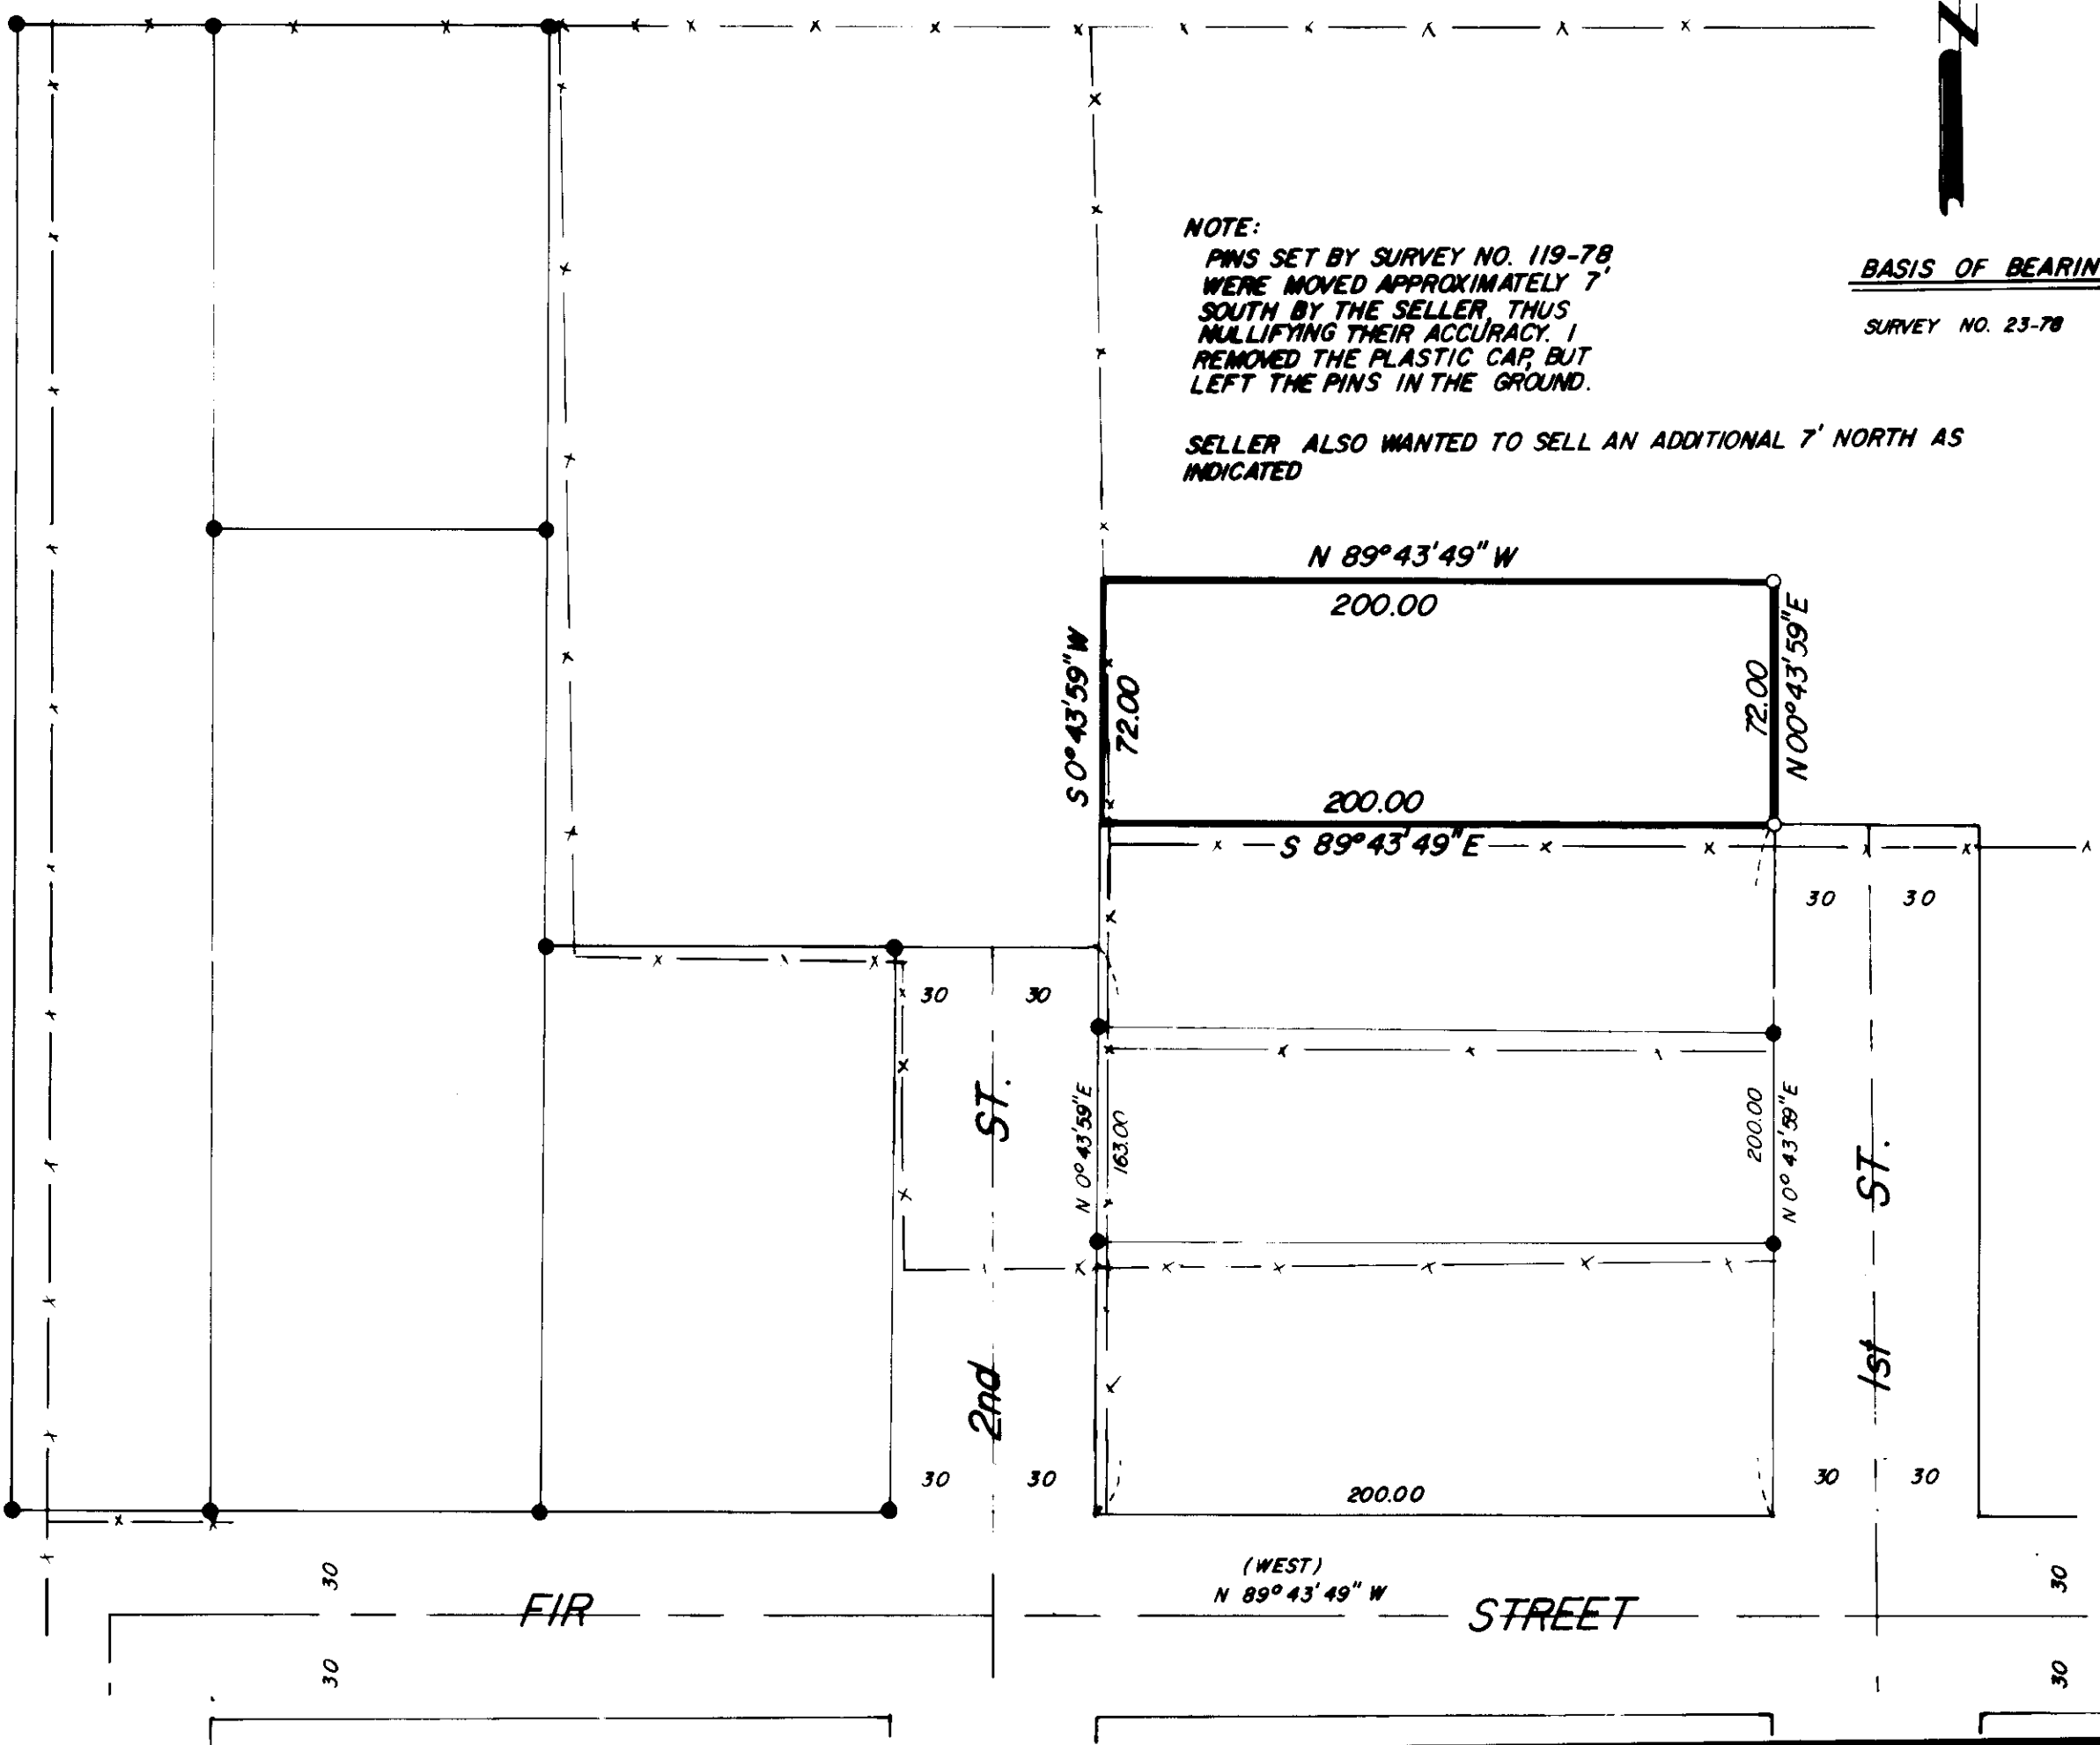 N
NOTE:
PINS SET BY SURVEY NO. 119-78
WERE MOVED APPROXIMATELY 7'
SOUTH BY THE SELLER, THUS
NULLIFYING THEIR ACCURACY. I
REMOVED THE PLASTIC CAP, BUT
LEFT THE PINS IN THE GROUND.
SELLER ALSO WANTED TO SELL AN ADDITIONAL 7' NORTH AS
INDICATED
BASIS OF BEARIN
SURVEY NO. 23-78
N 89°43'49" W
200.00
S 0°43'59" W
72.00
72.00
N 00°43'59" E
200.00
S 89°43'49" E
30
30
30
30
2nd ST.
N 0°43'59" E
163.00
200.00
N 0°43'59" E
1st ST.
30
30
200.00
30
30
(WEST)
N 89°43'49" W
30
FIR STREET
30
30
30